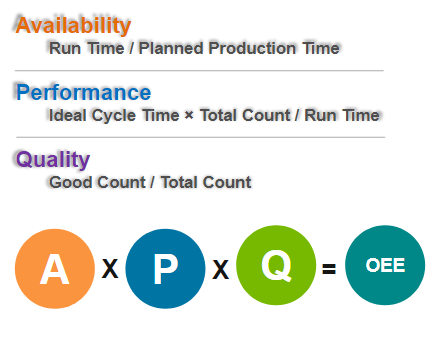 Availability
Run Time / Planned Production Time
Performance
Ideal Cycle Time × Total Count / Run Time
Quality
Good Count / Total Count
A X P X Q = OEE